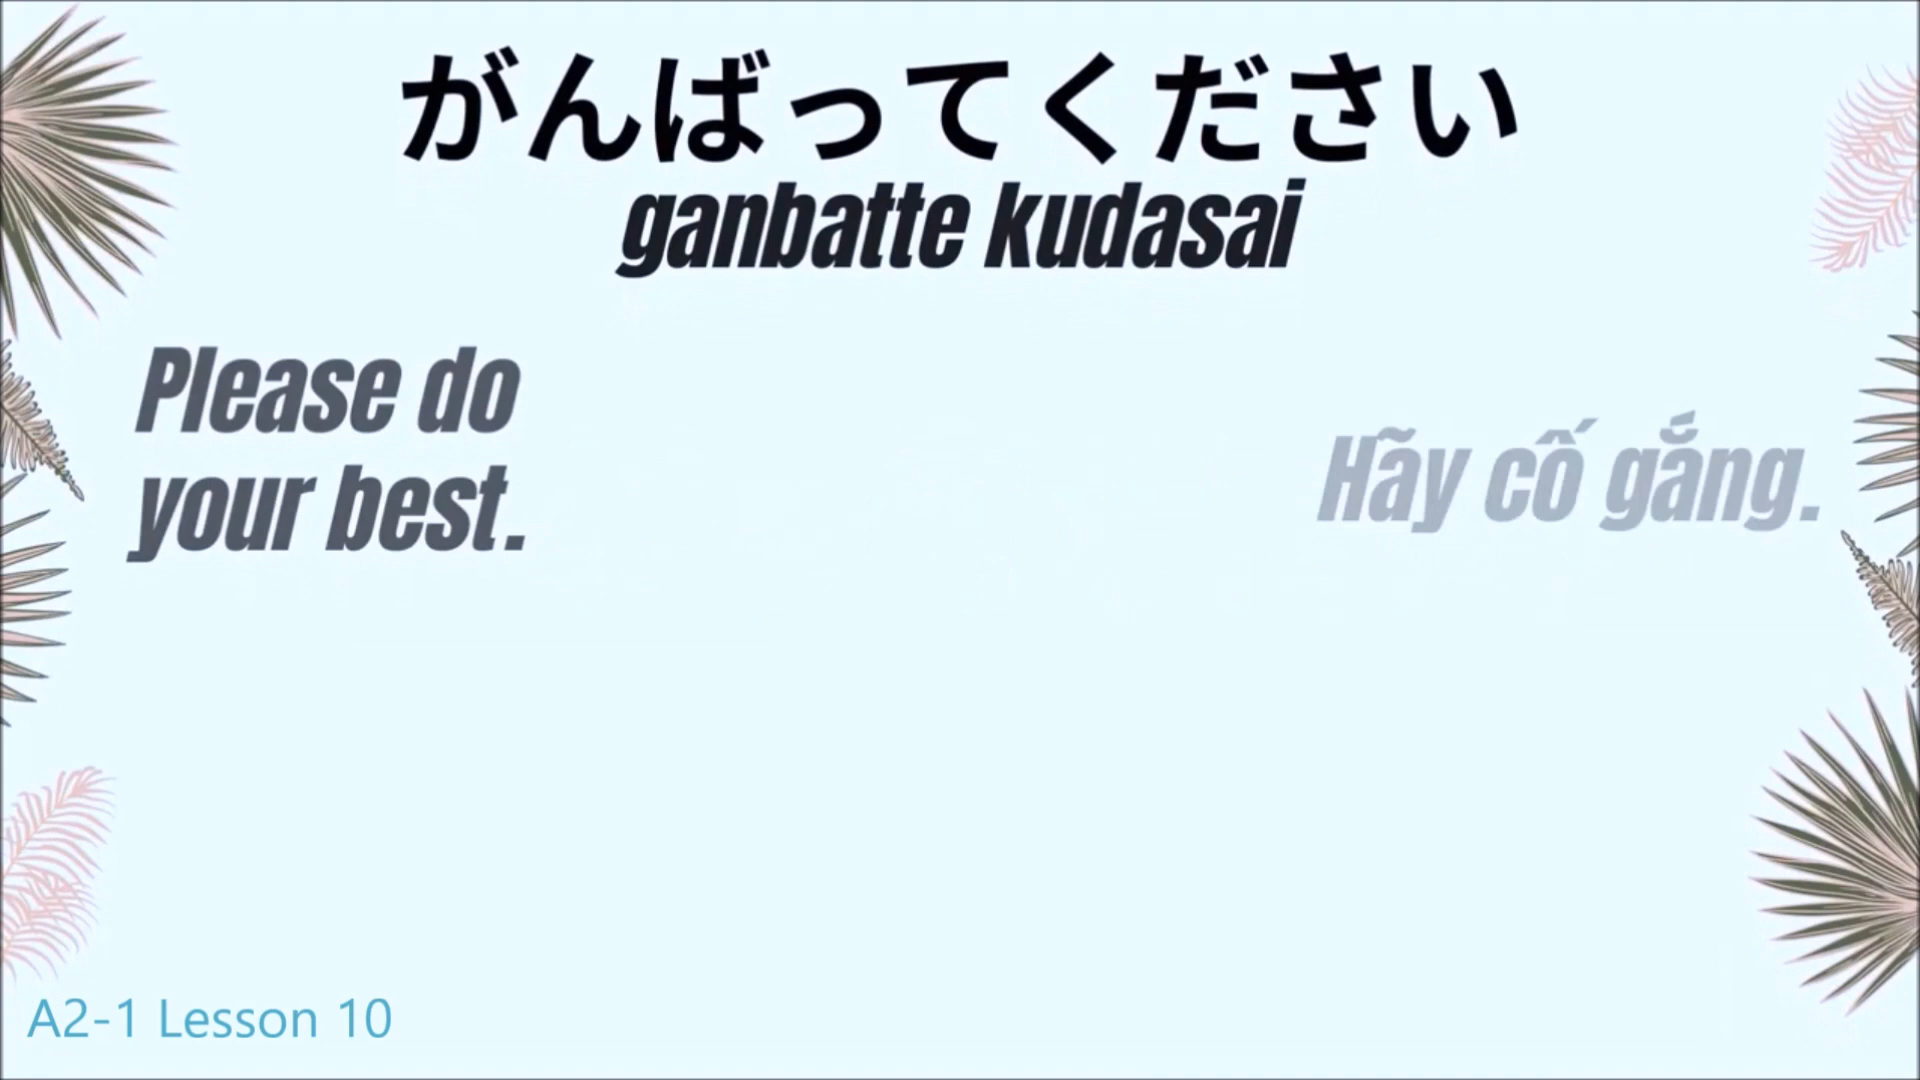 がんばってください
ganbatte kudasai
Please do
your best.
Hãy cố gắng.
A2-1 Lesson 10